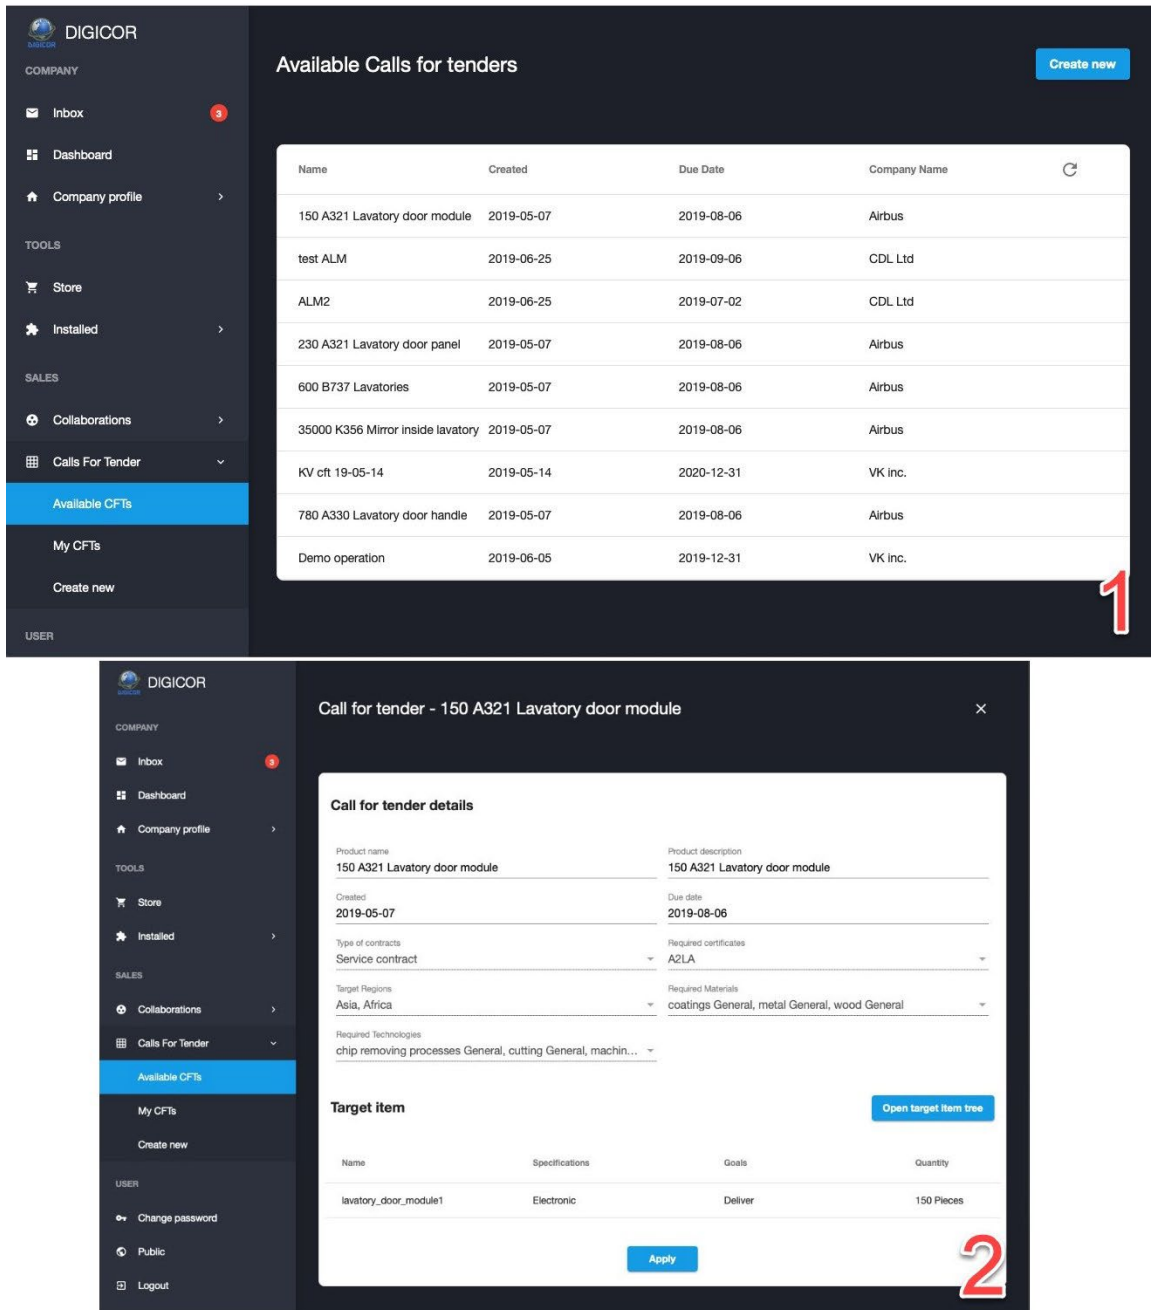 DIGICOR
DIGICOR
COMPANY
Inbox 3
Dashboard
Company profile
TOOLS
Store
Installed
SALES
Collaborations
Calls For Tender
Available CFTs
My CFTs
Create new
USER
Available Calls for tenders
Create new
Name Created Due Date Company Name
150 A321 Lavatory door module 2019-05-07 2019-08-06 Airbus
test ALM 2019-06-25 2019-09-06 CDL Ltd
ALM2 2019-06-25 2019-07-02 CDL Ltd
230 A321 Lavatory door panel 2019-05-07 2019-08-06 Airbus
600 B737 Lavatories 2019-05-07 2019-08-06 Airbus
35000 K356 Mirror inside lavatory 2019-05-07 2019-08-06 Airbus
KV cft 19-05-14 2019-05-14 2020-12-31 VK inc.
780 A330 Lavatory door handle 2019-05-07 2019-08-06 Airbus
Demo operation 2019-06-05 2019-12-31 VK inc.
1
DIGICOR
DIGICOR
COMPANY
Inbox 3
Dashboard
Company profile
TOOLS
Store
Installed
SALES
Collaborations
Calls For Tender
Available CFTs
My CFTs
Create new
USER
Change password
Public
Logout
Call for tender - 150 A321 Lavatory door module
Call for tender details
Product name Product description
150 A321 Lavatory door module 150 A321 Lavatory door module
Created Due date
2019-05-07 2019-08-06
Type of contracts Required certificates
Service contract A2LA
Target Regions Required Materials
Asia, Africa coatings General, metal General, wood General
Required Technologies
chip removing processes General, cutting General, machin...
Target item Open target item tree
Name Specifications Goals Quantity
lavatory_door_module1 Electronic Deliver 150 Pieces
Apply
2